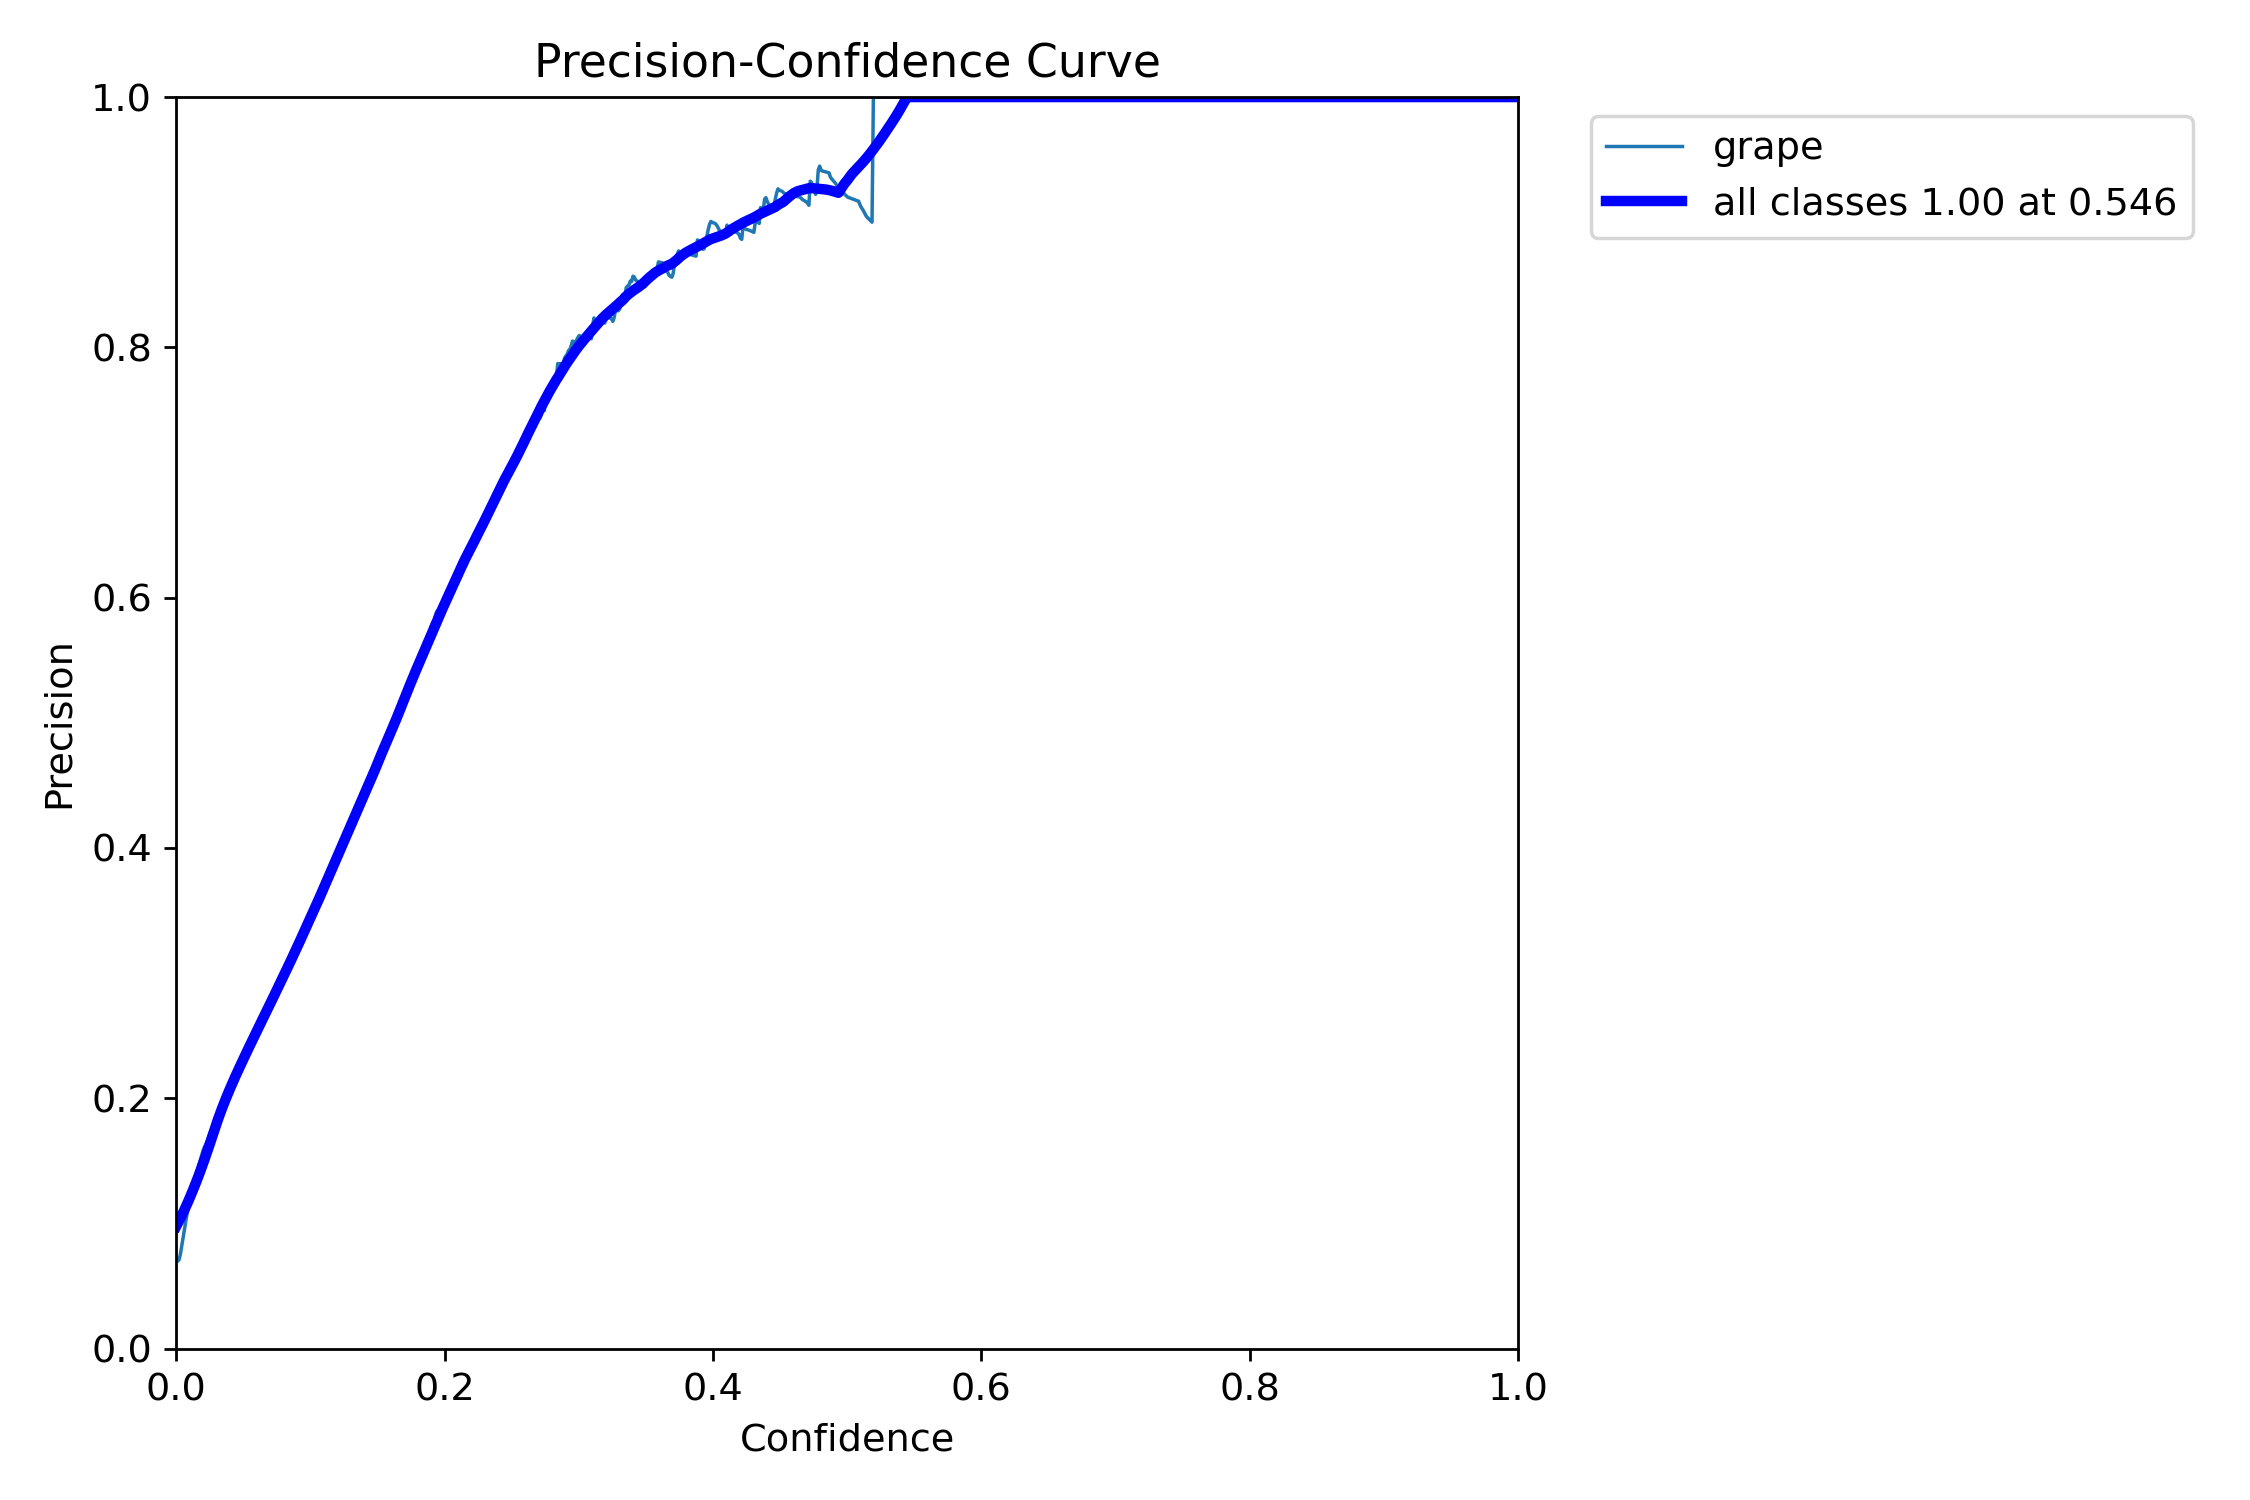 Precision-Confidence Curve
1.0
0.8
0.6
0.4
0.2
0.0
Precision
0.0 0.2 0.4 0.6 0.8 1.0
Confidence
grape
all classes 1.00 at 0.546